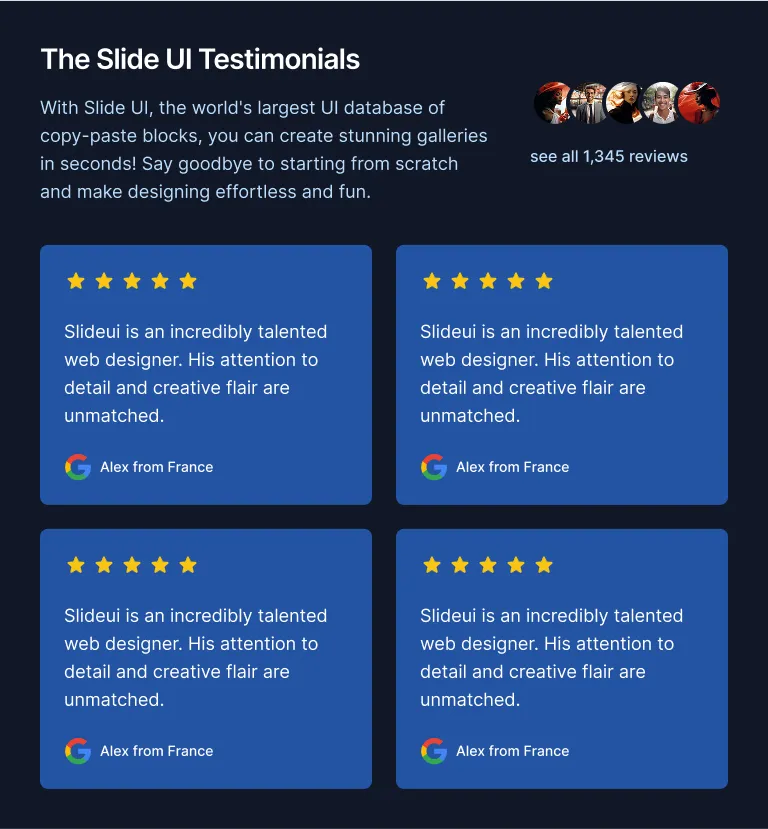 The Slide UI Testimonials
With Slide UI, the world's largest UI database of
copy-paste blocks, you can create stunning galleries
in seconds! Say goodbye to starting from scratch
and make designing effortless and fun.
see all 1,345 reviews
Slideui is an incredibly talented
web designer. His attention to
detail and creative flair are
unmatched.
Alex from France
Slideui is an incredibly talented
web designer. His attention to
detail and creative flair are
unmatched.
Alex from France
Slideui is an incredibly talented
web designer. His attention to
detail and creative flair are
unmatched.
Alex from France
Slideui is an incredibly talented
web designer. His attention to
detail and creative flair are
unmatched.
Alex from France